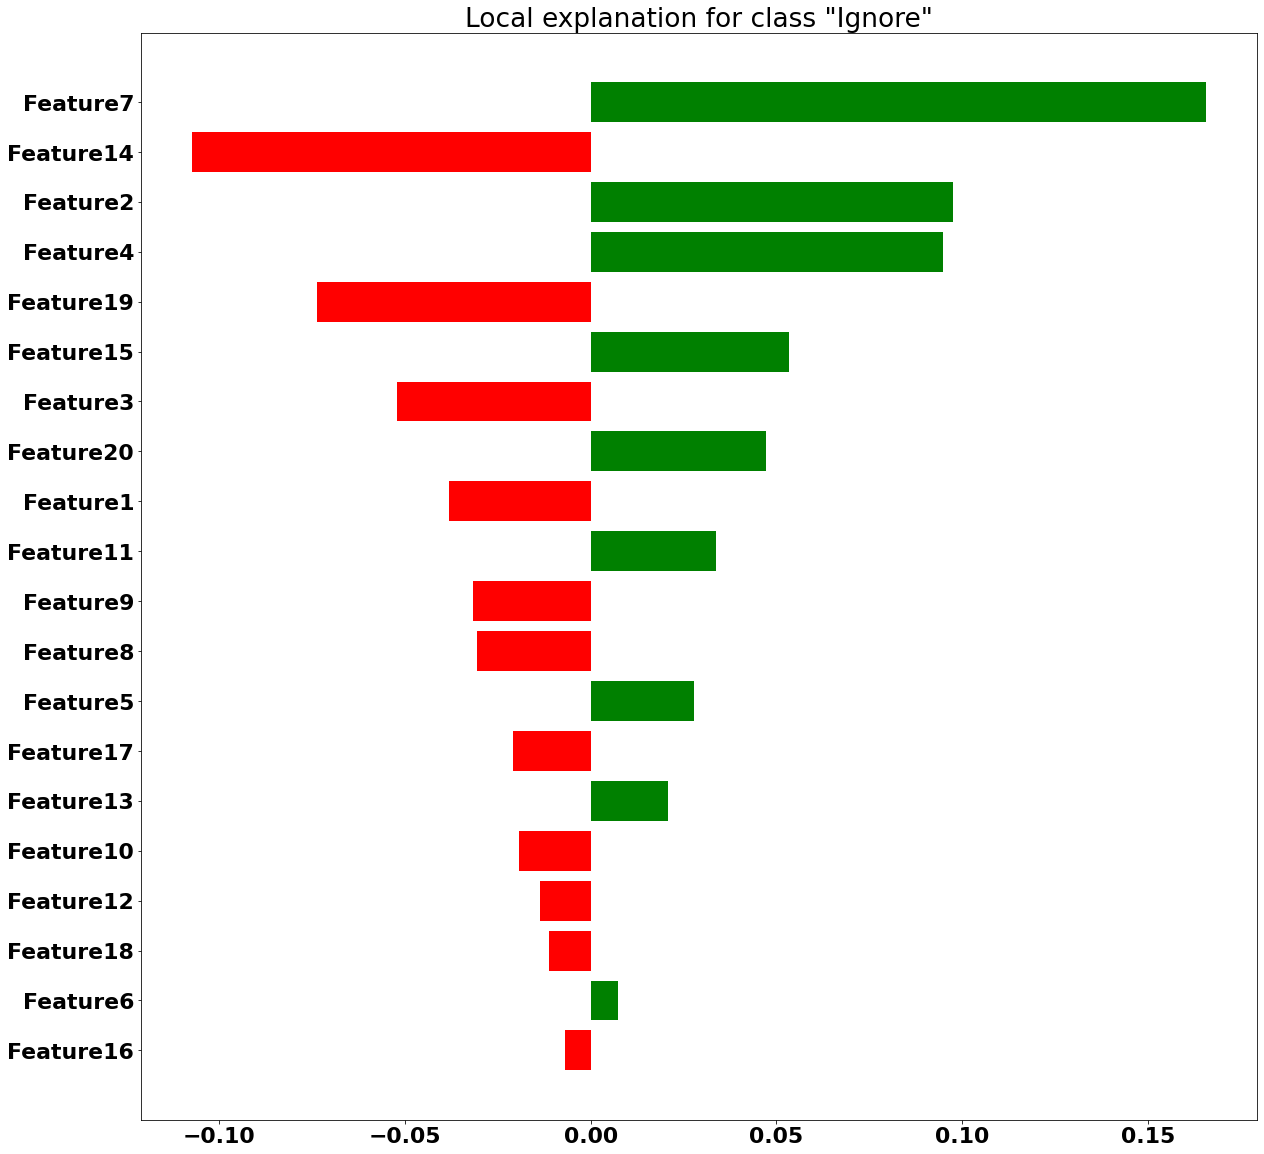 Local explanation for class "Ignore"
Feature7
Feature14
Feature2
Feature4
Feature19
Feature15
Feature3
Feature20
Feature1
Feature11
Feature9
Feature8
Feature5
Feature17
Feature13
Feature10
Feature12
Feature18
Feature6
Feature16
−0.10 −0.05 0.00 0.05 0.10 0.15